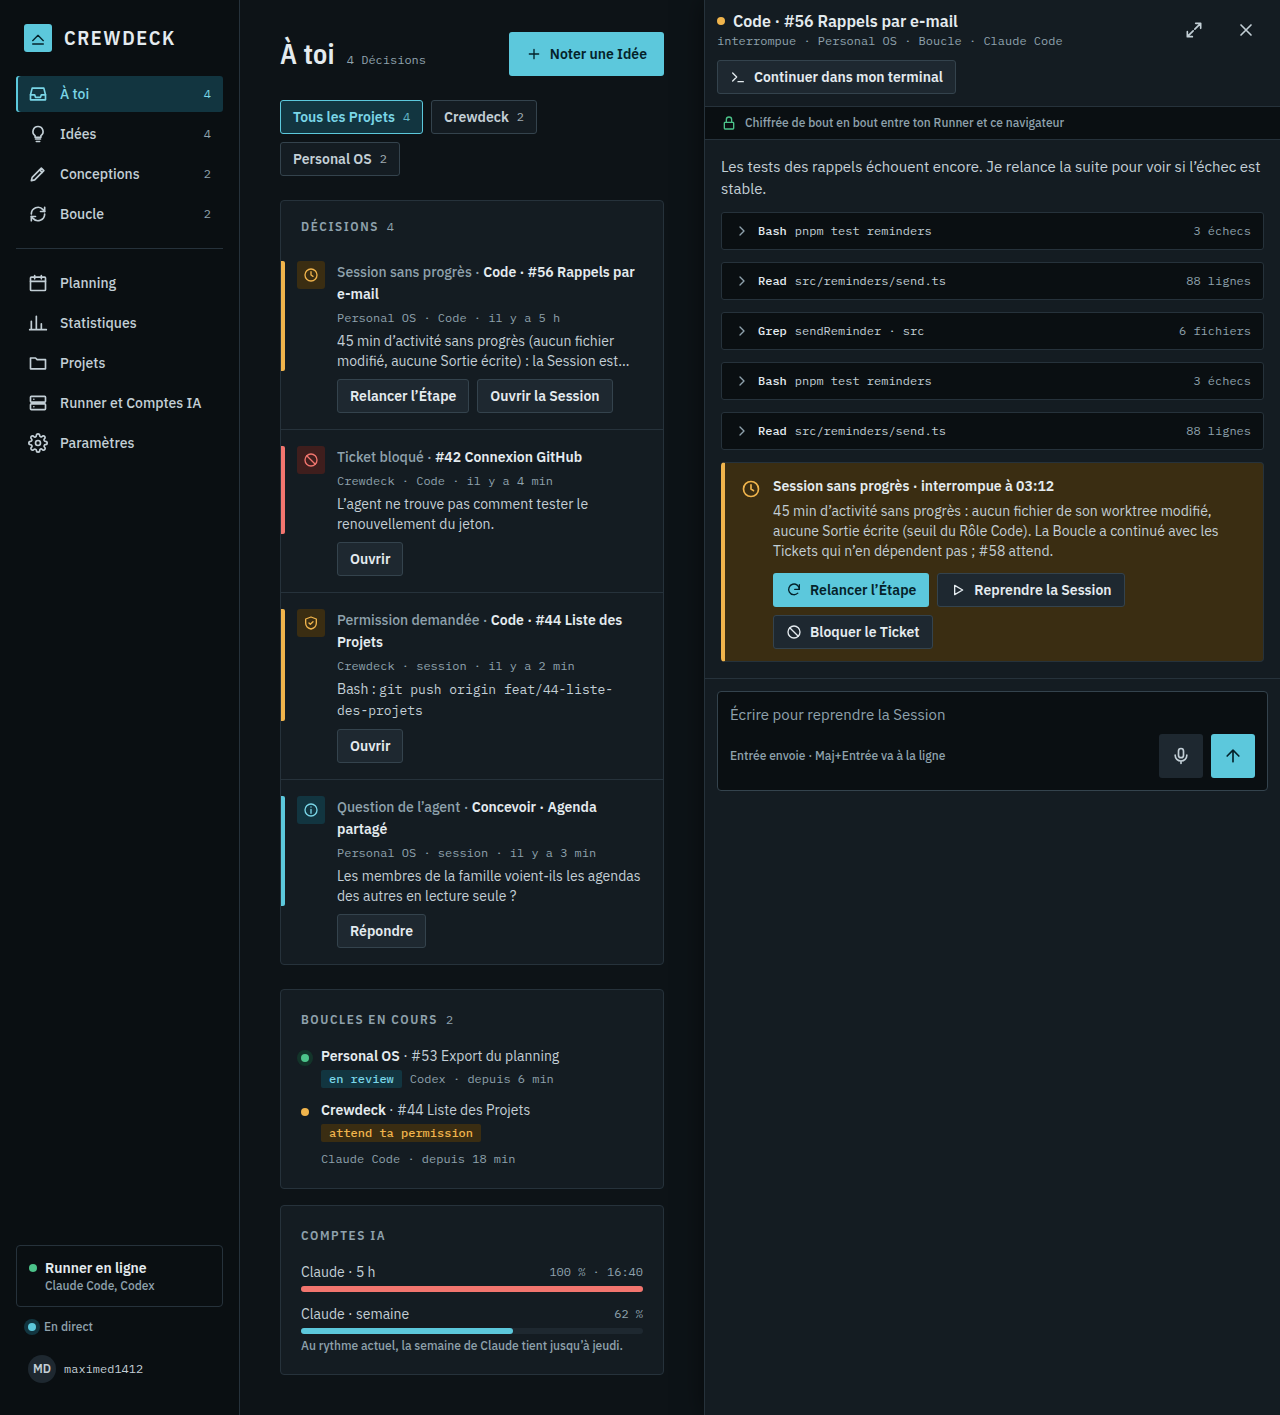 CREWDECK
À toi 4
Idées 4
Conceptions 2
Boucle 2
Planning
Statistiques
Projets
Runner et Comptes IA
Paramètres
Runner en ligne
Claude Code, Codex
En direct
MD maximed1412
À toi 4 Décisions
Noter une Idée
Tous les Projets 4
Crewdeck 2
Personal OS 2
DÉCISIONS 4
Session sans progrès · Code · #56 Rappels par
e-mail
Personal OS · Code · il y a 5 h
45 min d’activité sans progrès (aucun fichier
modifié, aucune Sortie écrite) : la Session est…
Relancer l’Étape
Ouvrir la Session
Ticket bloqué · #42 Connexion GitHub
Crewdeck · Code · il y a 4 min
L’agent ne trouve pas comment tester le
renouvellement du jeton.
Ouvrir
Permission demandée · Code · #44 Liste des
Projets
Crewdeck · session · il y a 2 min
Bash : git push origin feat/44-liste-
des-projets
Ouvrir
Question de l’agent · Concevoir · Agenda
partagé
Personal OS · session · il y a 3 min
Les membres de la famille voient-ils les agendas
des autres en lecture seule ?
Répondre
BOUCLES EN COURS 2
Personal OS · #53 Export du planning
en review Codex · depuis 6 min
Crewdeck · #44 Liste des Projets
attend ta permission
Claude Code · depuis 18 min
COMPTES IA
Claude · 5 h 100 % · 16:40
Claude · semaine 62 %
Au rythme actuel, la semaine de Claude tient jusqu’à jeudi.
Code · #56 Rappels par e-mail
interrompue · Personal OS · Boucle · Claude Code
Continuer dans mon terminal
Chiffrée de bout en bout entre ton Runner et ce navigateur
Les tests des rappels échouent encore. Je relance la suite pour voir si l’échec est
stable.
Bash pnpm test reminders 3 échecs
Read src/reminders/send.ts 88 lignes
Grep sendReminder · src 6 fichiers
Bash pnpm test reminders 3 échecs
Read src/reminders/send.ts 88 lignes
Session sans progrès · interrompue à 03:12
45 min d’activité sans progrès : aucun fichier de son worktree modifié,
aucune Sortie écrite (seuil du Rôle Code). La Boucle a continué avec les
Tickets qui n’en dépendent pas ; #58 attend.
Relancer l’Étape
Reprendre la Session
Bloquer le Ticket
Écrire pour reprendre la Session
Entrée envoie · Maj+Entrée va à la ligne